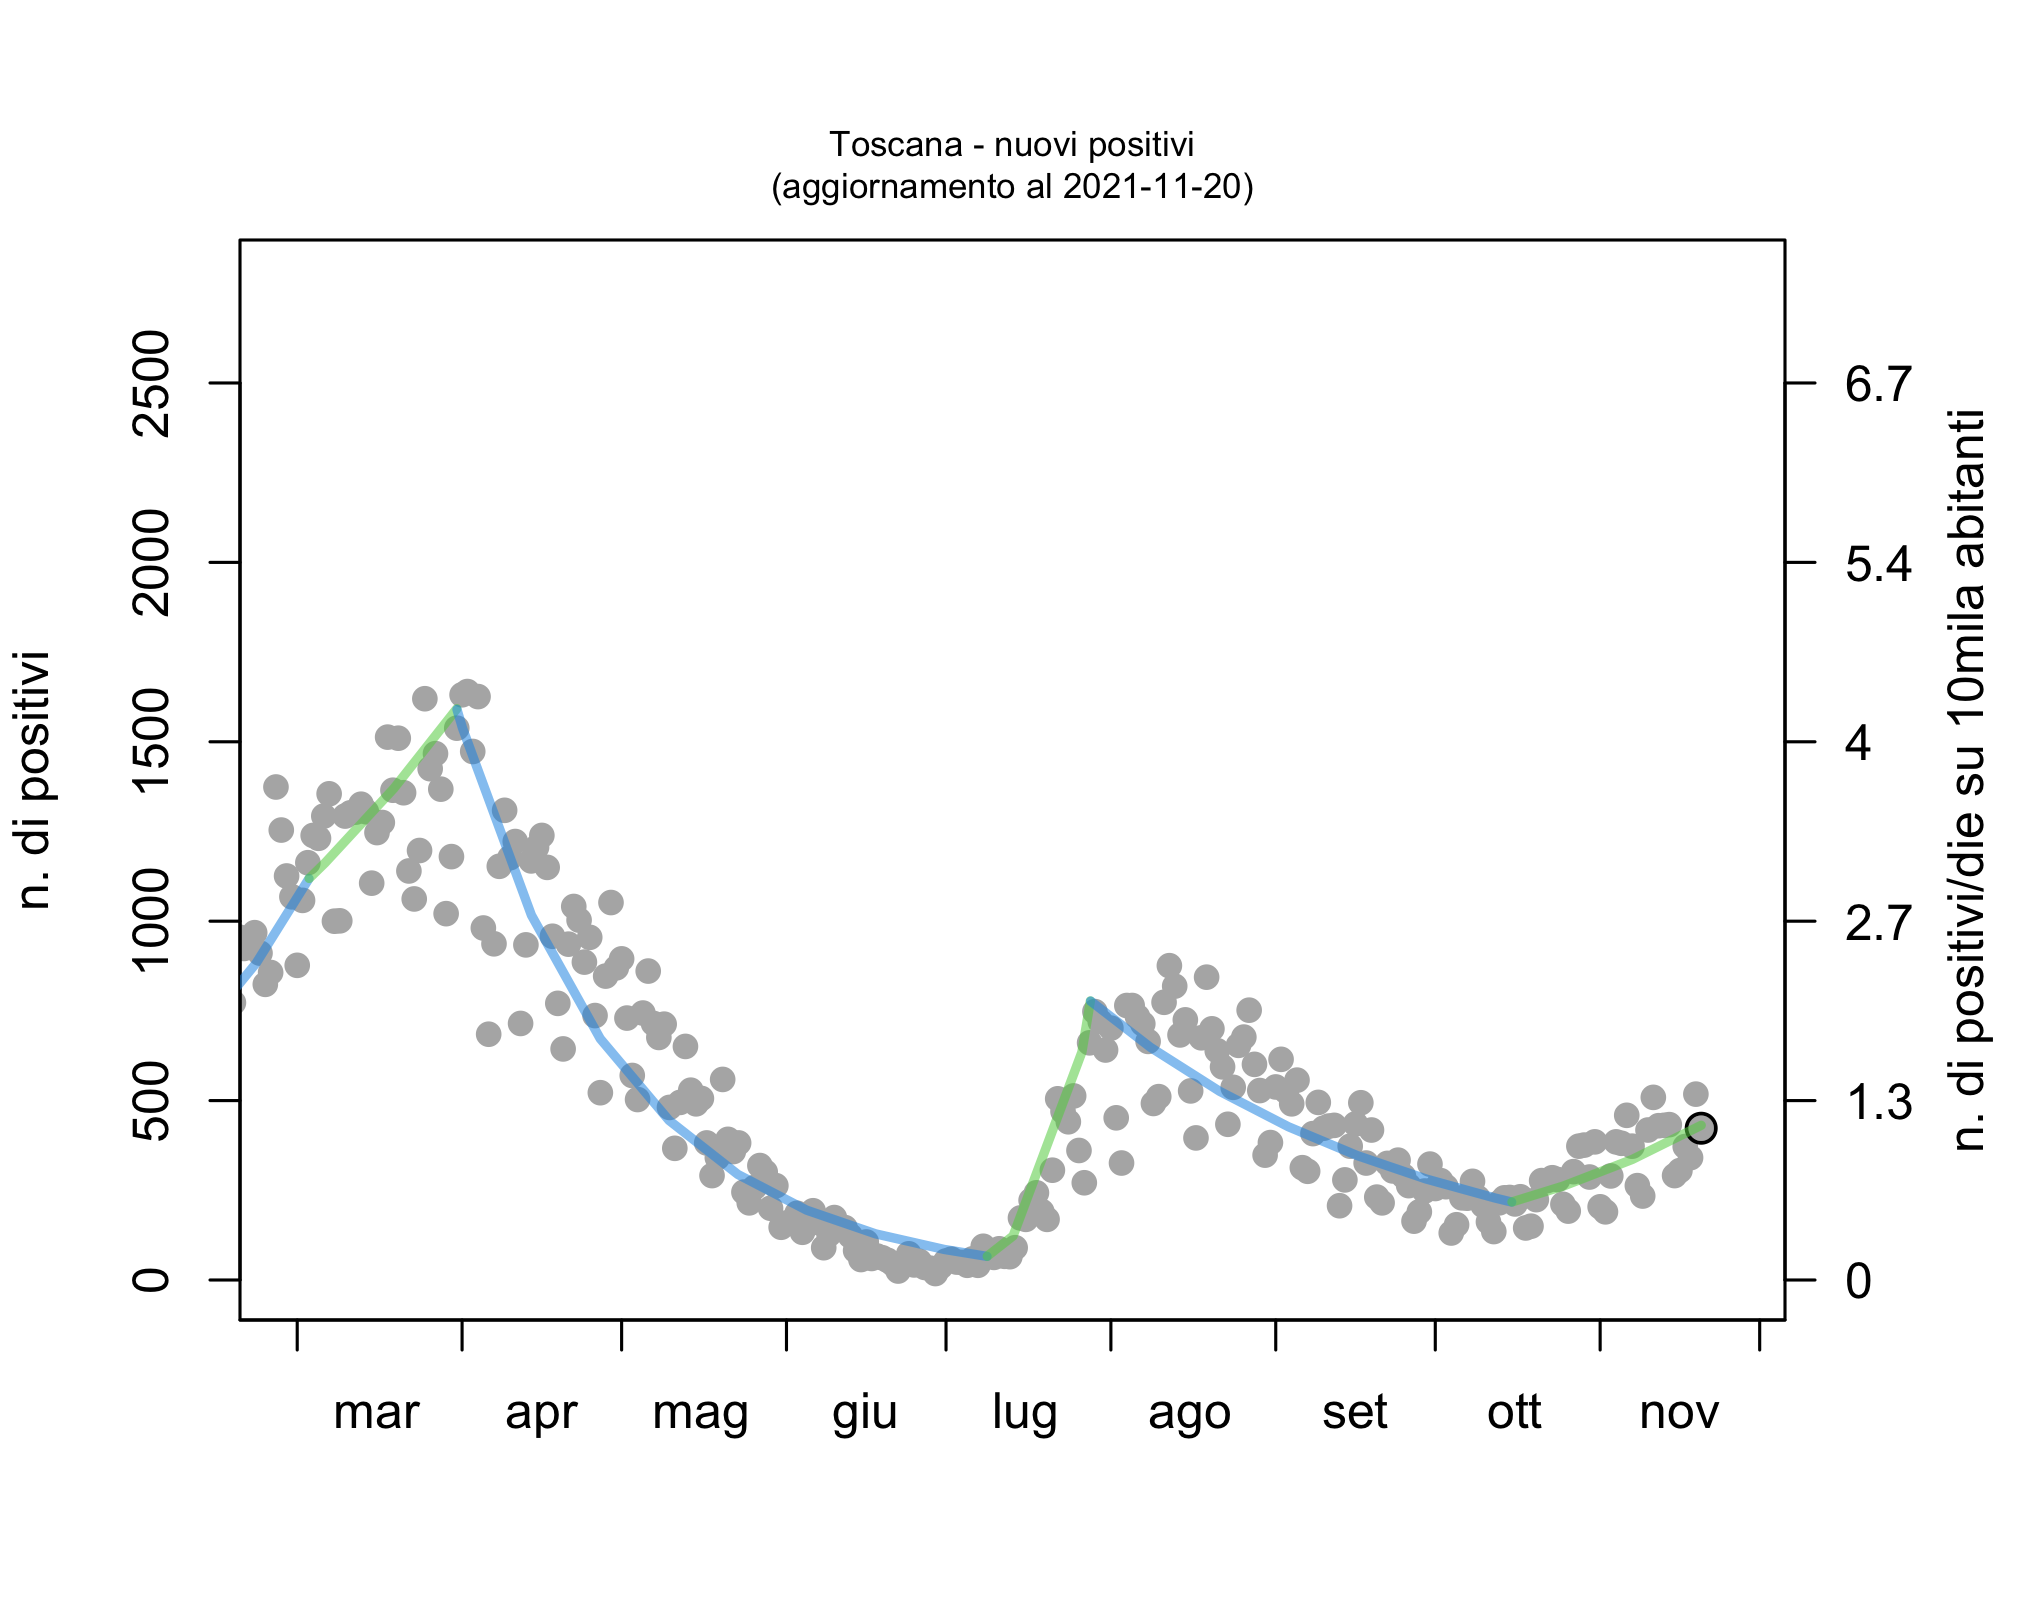 Toscana - nuovi positivi
(aggiornamento al 2021-11-20)
n. di positivi
2500
2000
1500
1000
500
0
6.7
5.4
4
2.7
1.3
0
n. di positivi/die su 10mila abitanti
mar apr mag giu lug ago set ott nov